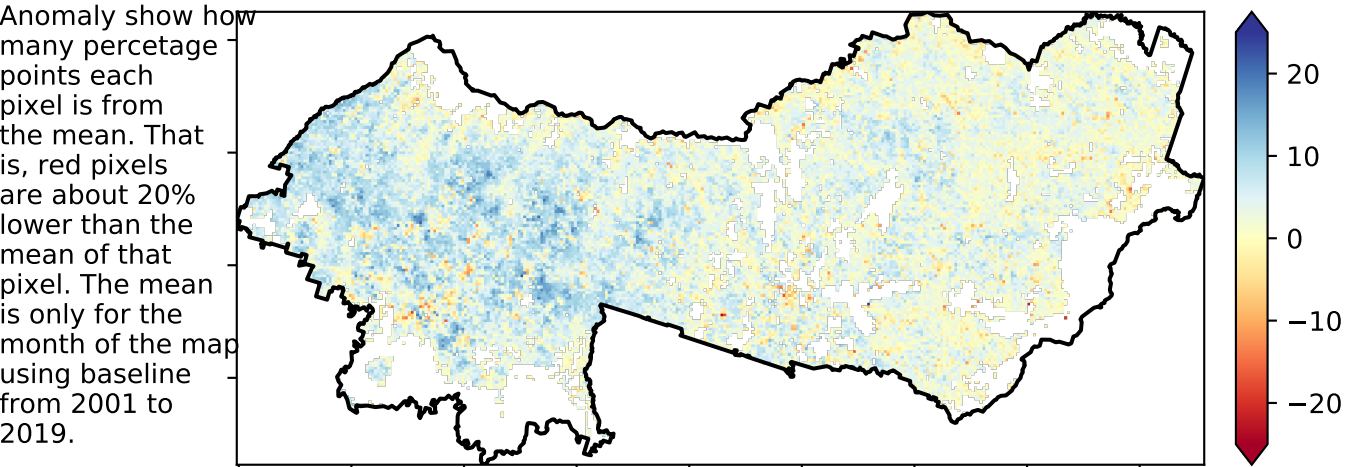 Anomaly show how
many percetage
points each
pixel is from
the mean. That
is, red pixels
are about 20%
lower than the
mean of that
pixel. The mean
is only for the
month of the map
using baseline
from 2001 to
2019.
20
10
0
−10
−20